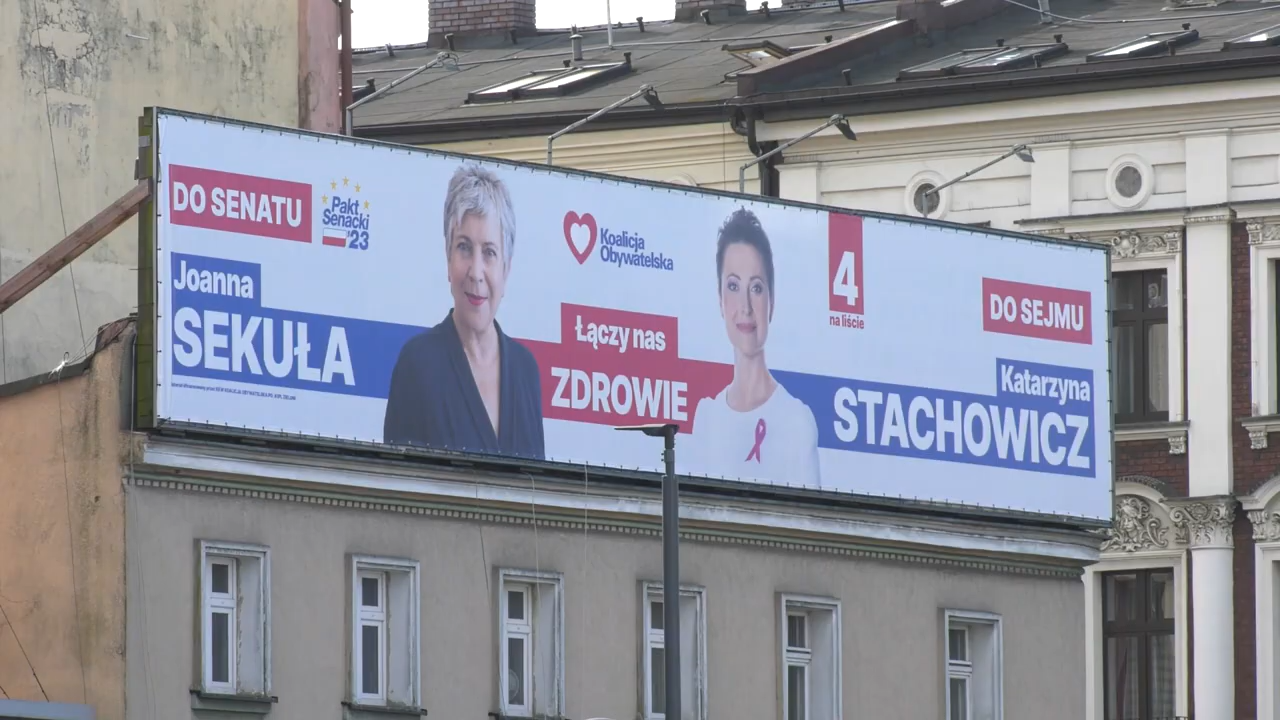 DO SENATU
Pakt
Senacki
'23
Joanna
SEKUŁA
Koalicja
Obywatelska
Łączy nas
ZDROWIE
4
na liście
DO SEJMU
Katarzyna
STACHOWICZ